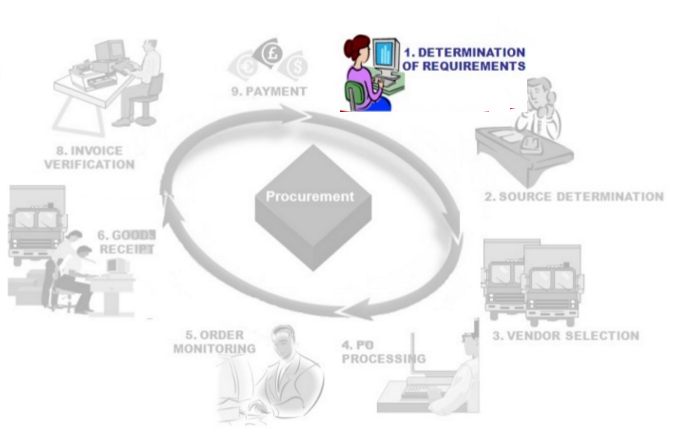 1. DETERMINATION
OF REQUIREMENTS
2. SOURCE DETERMINATION
3. VENDOR SELECTION
4. PO
PROCESSING
5. ORDER
MONITORING
6. GOODS
RECEIPT
8. INVOICE
VERIFICATION
9. PAYMENT
€ £ $
Procurement